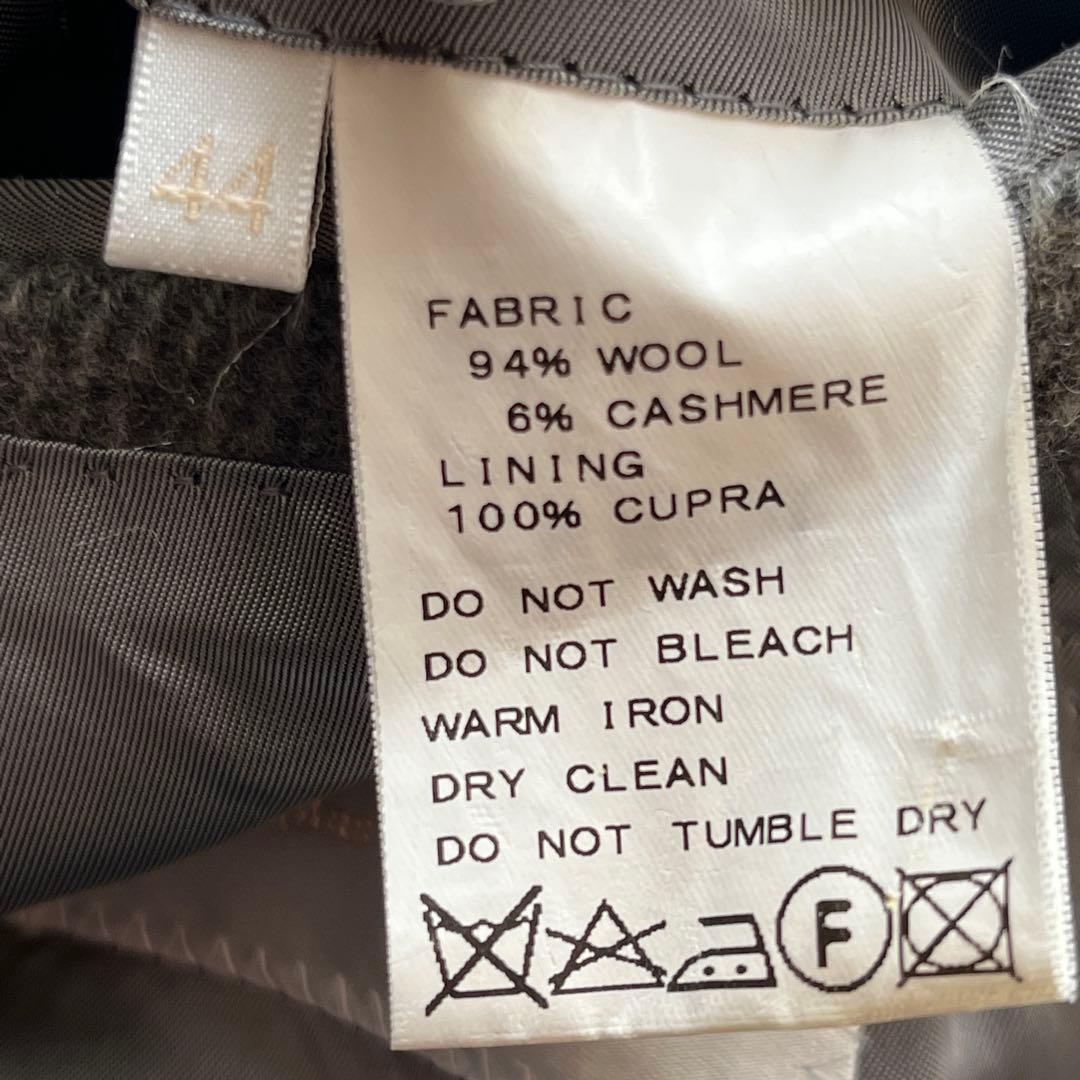 44
FABRIC
94% WOOL
6% CASHMERE
LINING
100% CUPRA
DO NOT WASH
DO NOT BLEACH
WARM IRON
DRY CLEAN
DO NOT TUMBLE DRY
F